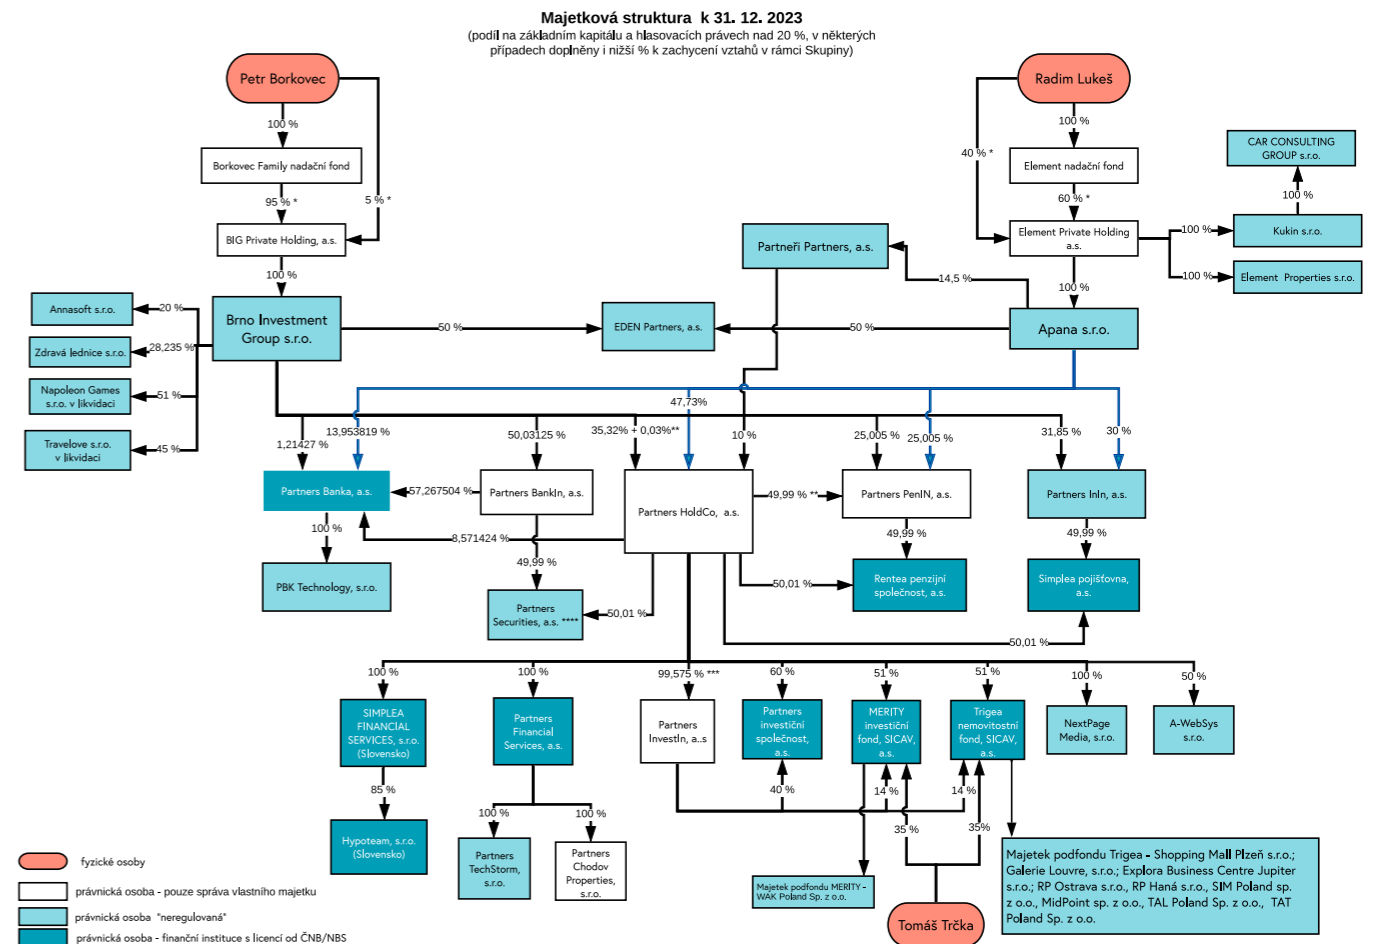 Majetková struktura k 31. 12. 2023
(podíl na základním kapitálu a hlasovacích právech nad 20 %, v některých
případech doplněny i nižší % k zachycení vztahů v rámci Skupiny)
Petr Borkovec
Radim Lukeš
100 %
100 %
CAR CONSULTING
GROUP s.r.o.
Borkovec Family nadační fond
40 % *
Element nadační fond
95 % *
5 % *
60 % *
100 %
BIG Private Holding, a.s.
Partneři Partners, a.s.
Element Private Holding
a.s.
100 %
Kukin s.r.o.
100 %
14,5 %
100 %
100 %
Element Properties s.r.o.
Annasoft s.r.o.
20 %
Brno Investment
Group s.r.o.
50 %
EDEN Partners, a.s.
50 %
Apana s.r.o.
Zdravá lednice s.r.o.
28,235 %
Napoleon Games
s.r.o. v likvidaci
51 %
47,73%
Travelove s.r.o.
v likvidaci
45 %
13,953819 %
1,21427 %
50,03125 %
35,32% + 0,03%**
10 %
25,005 %
25,005 %
31,85 %
30 %
Partners Banka, a.s.
57,267504 %
Partners BankIn, a.s.
Partners HoldCo, a.s.
49,99 % **
Partners PenIN, a.s.
Partners InIn, a.s.
100 %
8,571424 %
49,99 %
49,99 %
49,99 %
PBK Technology, s.r.o.
Partners
Securities, a.s. ****
50,01 %
50,01 %
Rentea penzijní
společnost, a.s.
Simplea pojišťovna,
a.s.
50,01 %
100 %
100 %
99,575 % ***
60 %
51 %
51 %
100 %
50 %
SIMPLEA
FINANCIAL
SERVICES, s.r.o.
(Slovensko)
Partners
Financial
Services, a.s.
Partners
InvestIn, a..s
Partners
investiční
společnost,
a.s.
MERITY
investiční
fond, SICAV,
a.s.
Trigea
nemovitostní
fond, SICAV,
a.s.
NextPage
Media, s.r.o.
A-WebSys
s.r.o.
85 %
40 %
14 %
14 %
100 %
100 %
35 %
35%
Hypoteam, s.r.o.
(Slovensko)
Partners
TechStorm,
s.r.o.
Partners
Chodov
Properties,
s.r.o.
Majetek podfondu MERITY -
WAK Poland Sp. z o.o.
Tomáš Trčka
Majetek podfondu Trigea - Shopping Mall Plzeň s.r.o.;
Galerie Louvre, s.r.o.; Explora Business Centre Jupiter
s.r.o.; RP Ostrava s.r.o., RP Haná s.r.o., SIM Poland sp.
z o.o., MidPoint sp. z o.o., TAL Poland Sp. z o.o., TAT
Poland Sp. z o.o.
fyzické osoby
právnická osoba - pouze správa vlastního majetku
právnická osoba "neregulovaná"
právnická osoba - finanční instituce s licencí od ČNB/NBS